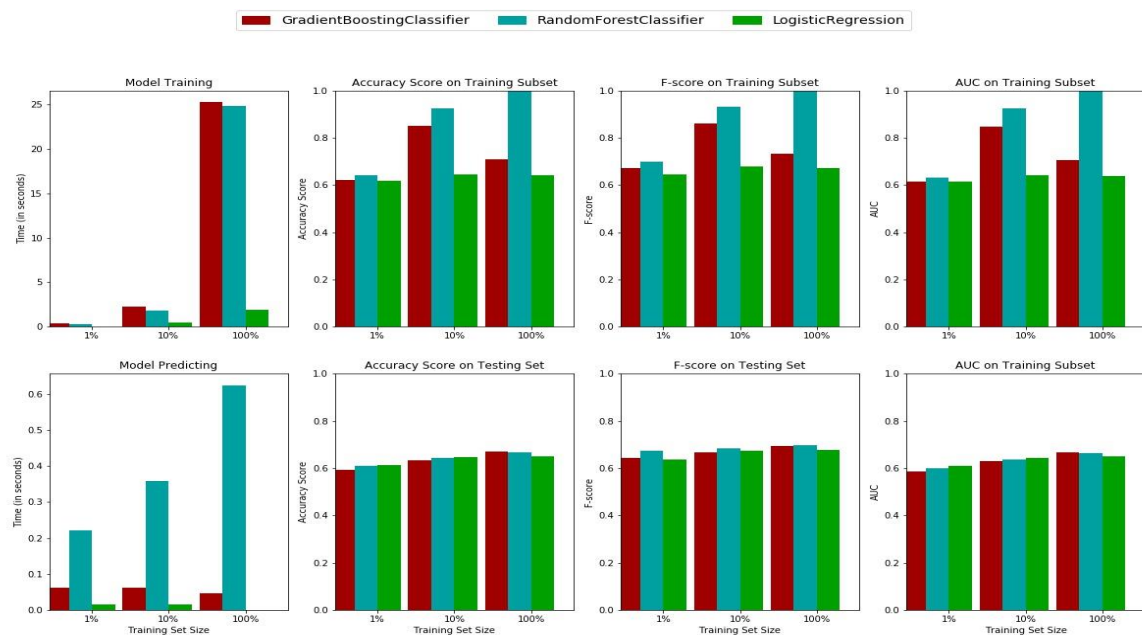 GradientBoostingClassifier RandomForestClassifier LogisticRegression
Model Training
Time (in seconds)
25
20
15
10
5
0
1% 10% 100%
Accuracy Score on Training Subset
Accuracy Score
1.0
0.8
0.6
0.4
0.2
0.0
1% 10% 100%
F-score on Training Subset
F-score
1.0
0.8
0.6
0.4
0.2
0.0
1% 10% 100%
AUC on Training Subset
AUC
1.0
0.8
0.6
0.4
0.2
0.0
1% 10% 100%
Model Predicting
Time (in seconds)
0.6
0.5
0.4
0.3
0.2
0.1
0.0
1% 10% 100%
Training Set Size
Accuracy Score on Testing Set
Accuracy Score
1.0
0.8
0.6
0.4
0.2
0.0
1% 10% 100%
Training Set Size
F-score on Testing Set
F-score
1.0
0.8
0.6
0.4
0.2
0.0
1% 10% 100%
Training Set Size
AUC on Training Subset
AUC
1.0
0.8
0.6
0.4
0.2
0.0
1% 10% 100%
Training Set Size